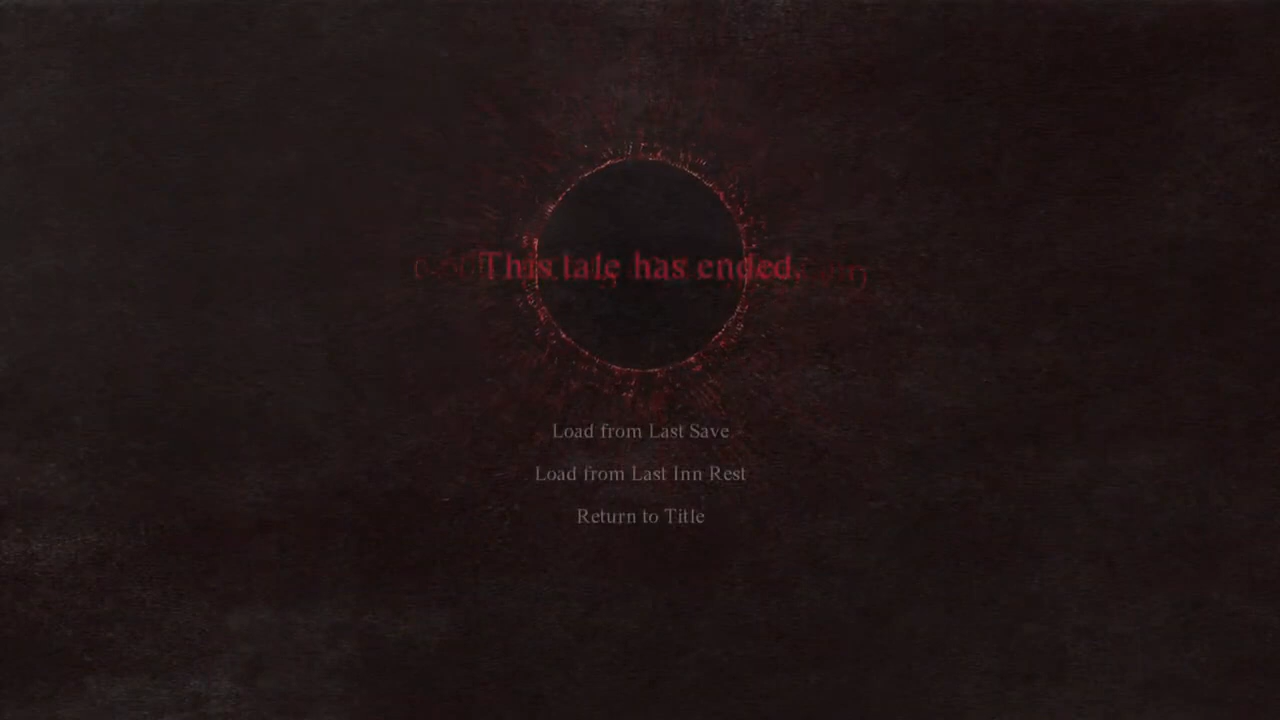 This tale has ended.
Load from Last Save
Load from Last Inn Rest
Return to Title